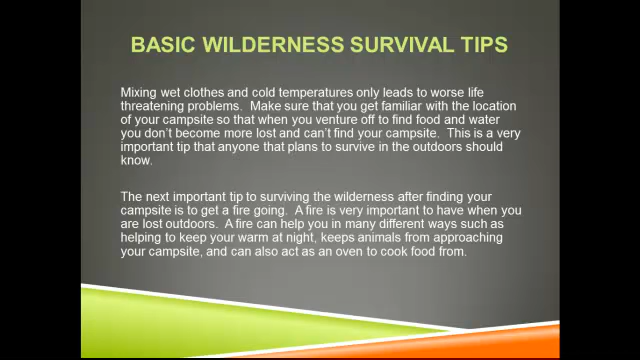 BASIC WILDERNESS SURVIVAL TIPS
Mixing wet clothes and cold temperatures only leads to worse life
threatening problems.  Make sure that you get familiar with the location
of your campsite so that when you venture off to find food and water
you don't become more lost and can't find your campsite.  This is a very
important tip that anyone that plans to survive in the outdoors should
know.
The next important tip to surviving the wilderness after finding your
campsite is to get a fire going.  A fire is very important to have when you
are lost outdoors.  A fire can help you in many different ways such as
helping to keep your warm at night, keeps animals from approaching
your campsite, and can also act as an oven to cook food from.